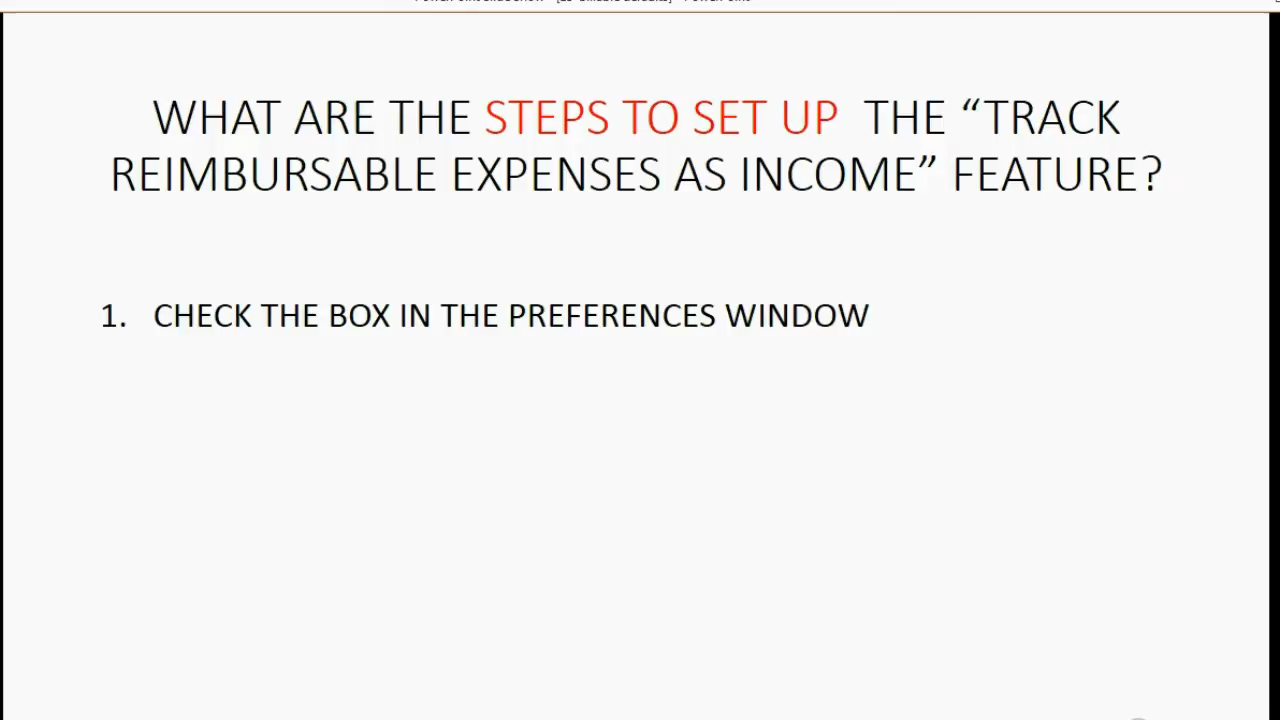 WHAT ARE THE STEPS TO SET UP THE “TRACK
REIMBURSABLE EXPENSES AS INCOME” FEATURE?
1. CHECK THE BOX IN THE PREFERENCES WINDOW